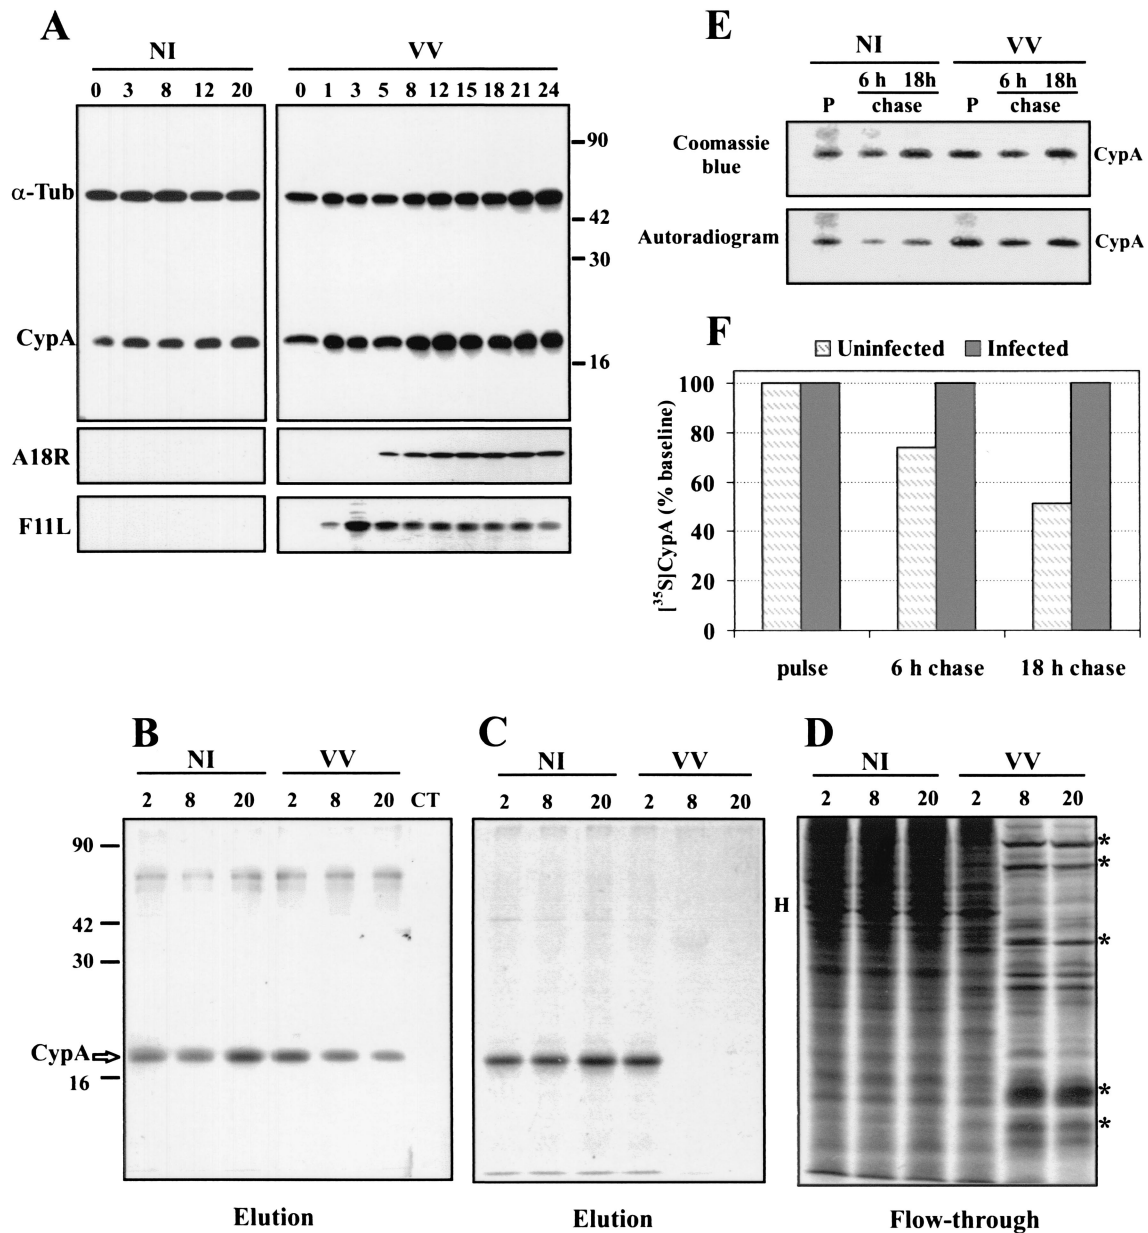 A
NI
VV
0 3 8 12 20
0 1 3 5 8 12 15 18 21 24
α-Tub
CypA
90
42
30
16
A18R
F11L
E
NI
VV
6 h 18h
6 h 18h
P chase
P chase
Coomassie
blue
CypA
Autoradiogram
CypA
F
Uninfected Infected
[³⁵S]CypA (% baseline)
100
80
60
40
20
0
pulse 6 h chase 18 h chase
B
NI VV
2 8 20 2 8 20 CT
90
42
30
CypA
16
Elution
C
NI VV
2 8 20 2 8 20
Elution
D
NI VV
2 8 20 2 8 20
H
*
*
*
*
*
Flow-through